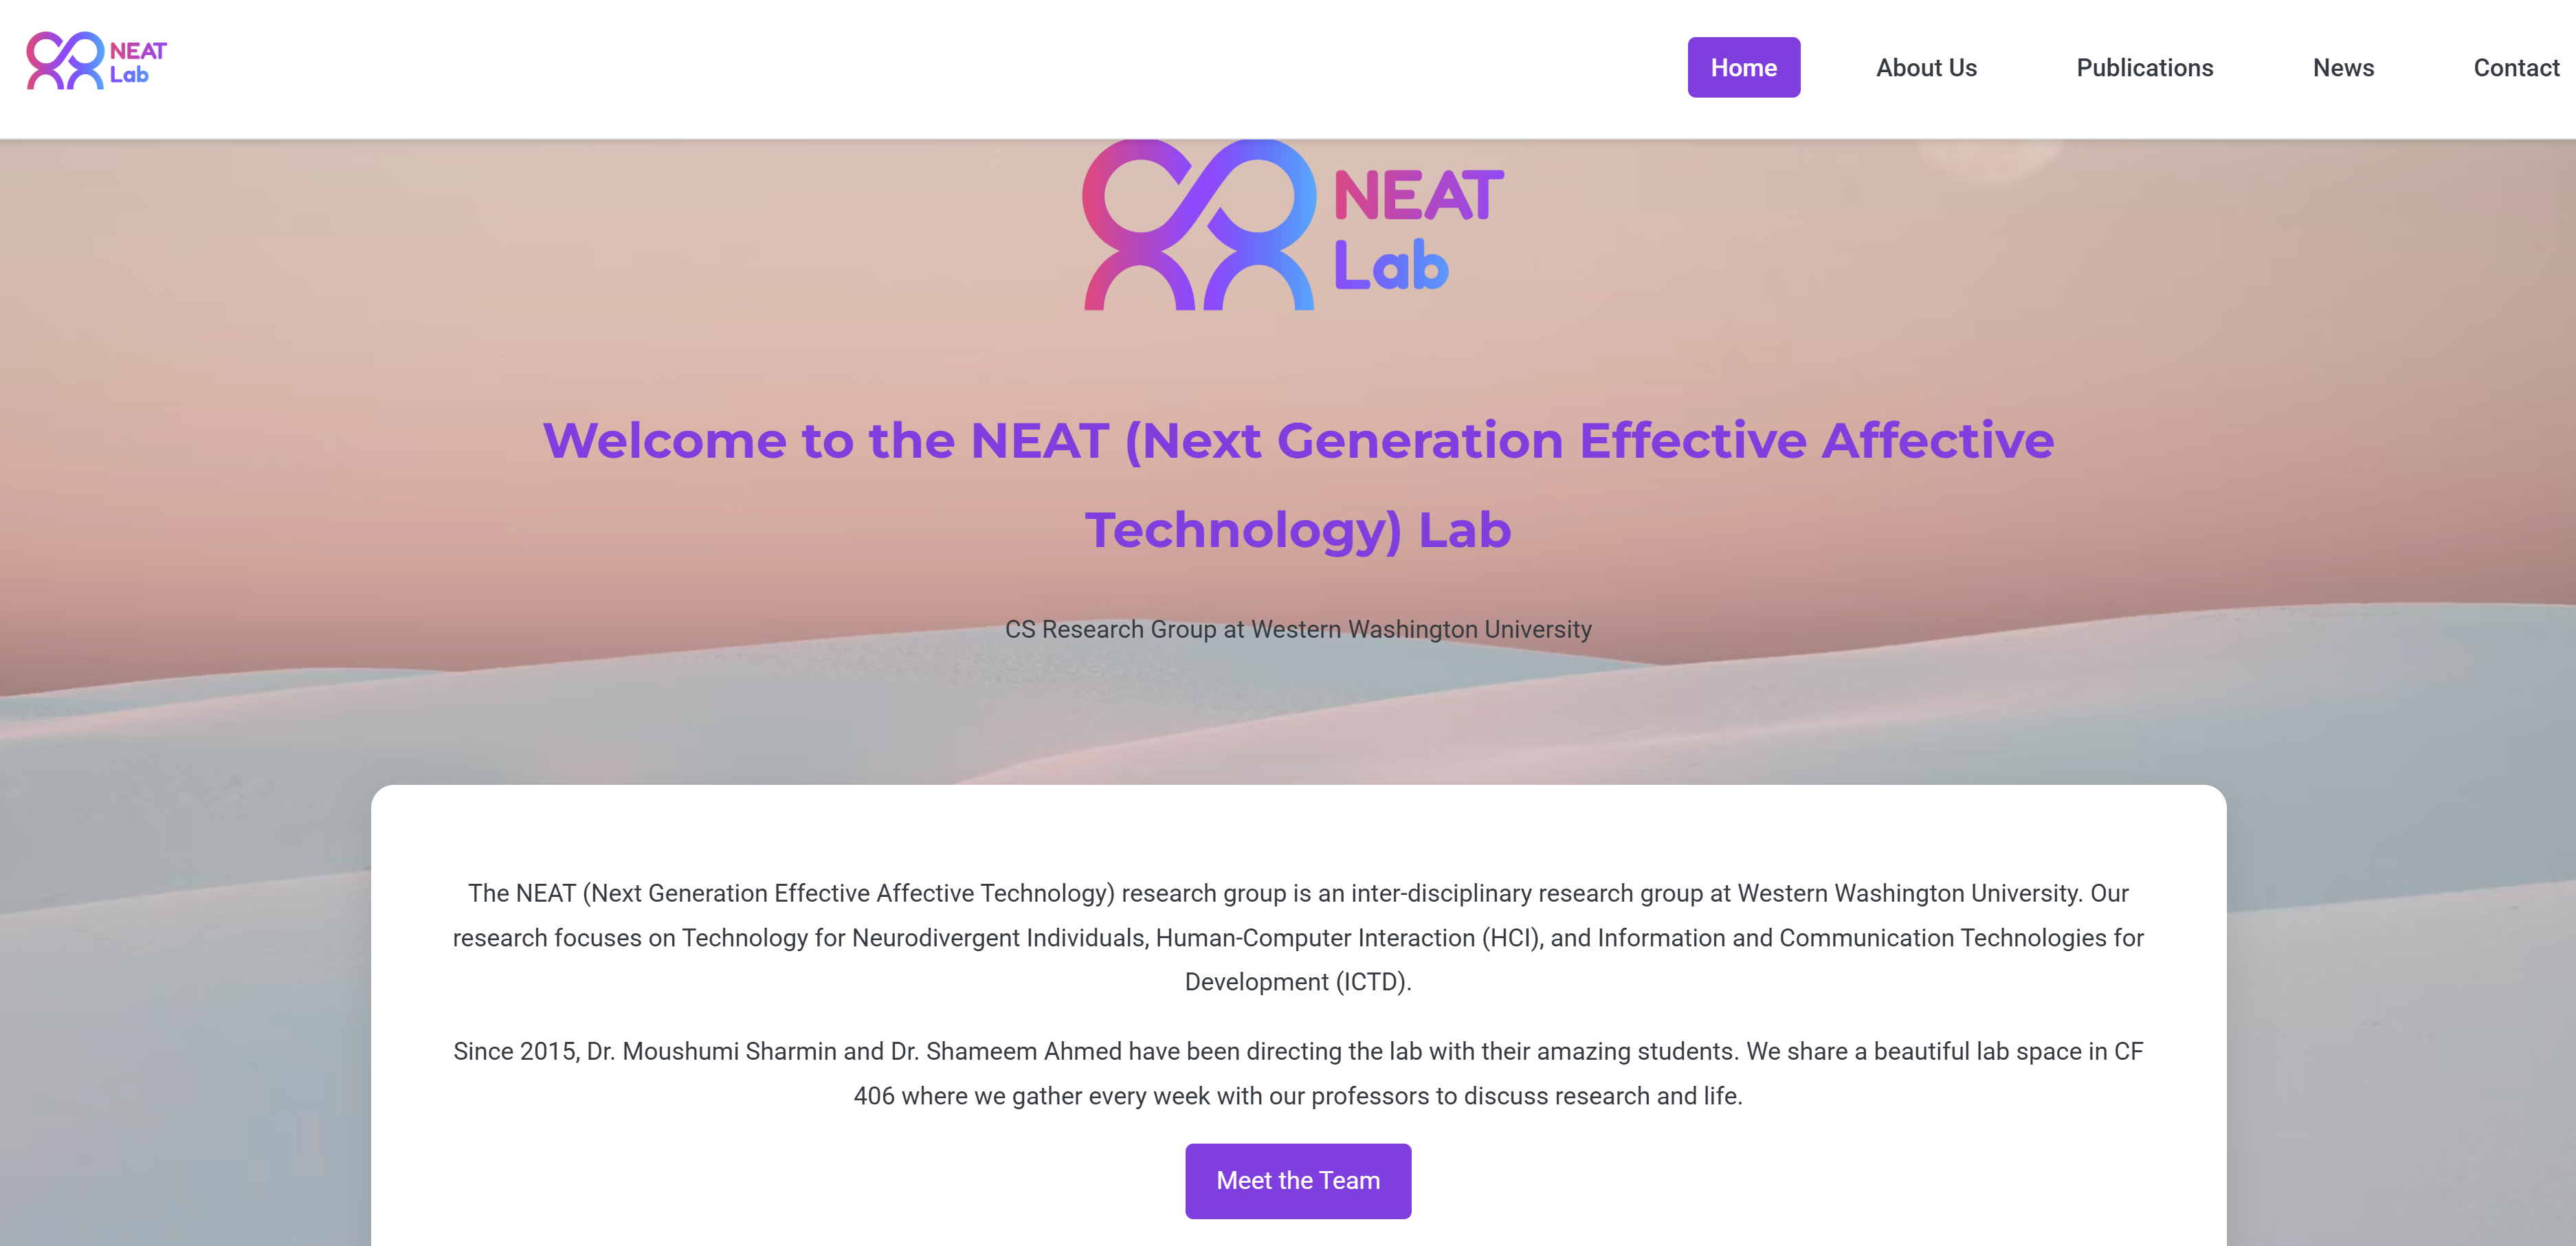 NEAT
Lab
Home
About Us
Publications
News
Contact
NEAT
Lab
Welcome to the NEAT (Next Generation Effective Affective
Technology) Lab
CS Research Group at Western Washington University
The NEAT (Next Generation Effective Affective Technology) research group is an inter-disciplinary research group at Western Washington University. Our
research focuses on Technology for Neurodivergent Individuals, Human-Computer Interaction (HCI), and Information and Communication Technologies for
Development (ICTD).
Since 2015, Dr. Moushumi Sharmin and Dr. Shameem Ahmed have been directing the lab with their amazing students. We share a beautiful lab space in CF
406 where we gather every week with our professors to discuss research and life.
Meet the Team